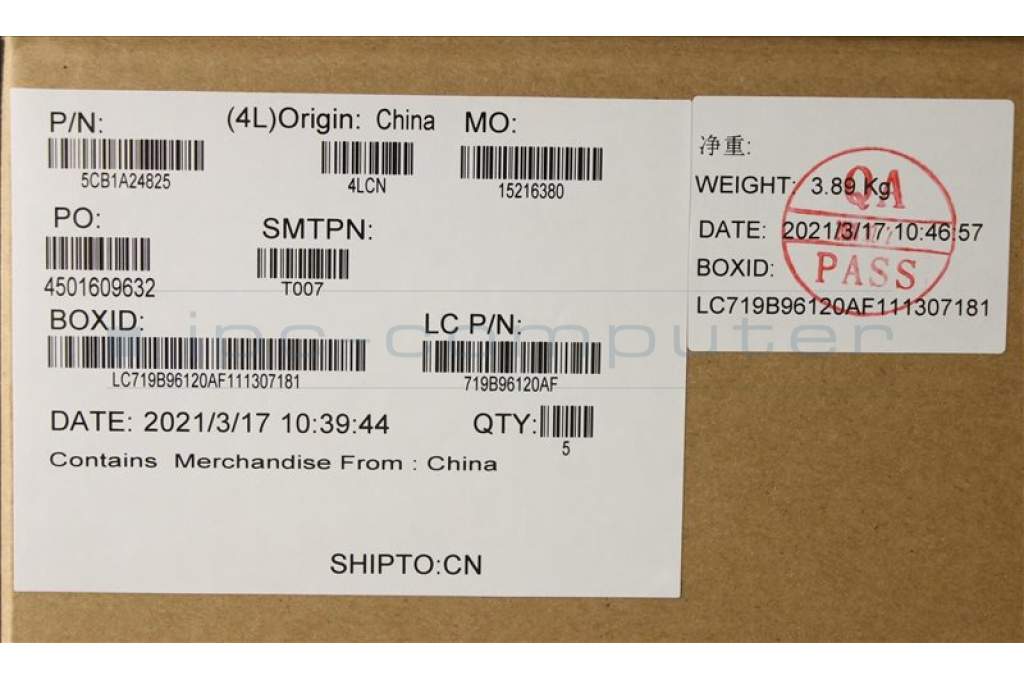 P/N:
5CB1A24825
(4L)Origin: China
4LCN
MO:
15216380
PO:
4501609632
SMTPN:
T007
BOXID:
LC719B96120AF111307181
LC P/N:
719B96120AF
DATE: 2021/3/17 10:39:44
QTY:
5
Contains Merchandise From : China
SHIPTO:CN
净重:
WEIGHT: 3.89 Kg
DATE: 2021/3/17 10:46:57
BOXID:
LC719B96120AF111307181
QA
PASS
ipc-computer